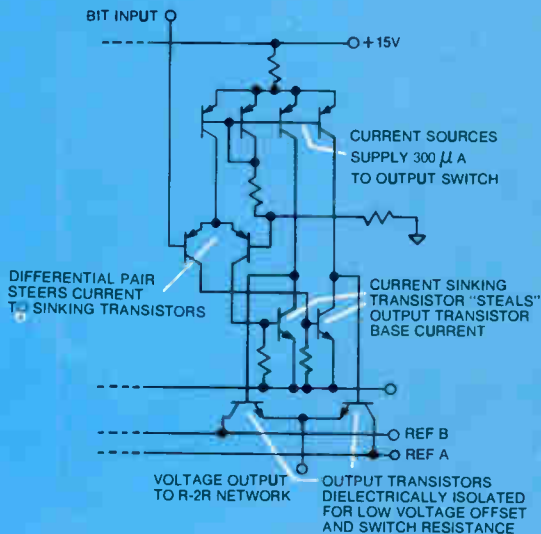 BIT INPUT
+15V
CURRENT SOURCES
SUPPLY 300 μA
TO OUTPUT SWITCH
DIFFERENTIAL PAIR
STEERS CURRENT
TO SINKING TRANSISTORS
CURRENT SINKING
TRANSISTOR "STEALS"
OUTPUT TRANSISTOR
BASE CURRENT
REF B
REF A
VOLTAGE OUTPUT
TO R-2R NETWORK
OUTPUT TRANSISTORS
DIELECTRICALLY ISOLATED
FOR LOW VOLTAGE OFFSET
AND SWITCH RESISTANCE